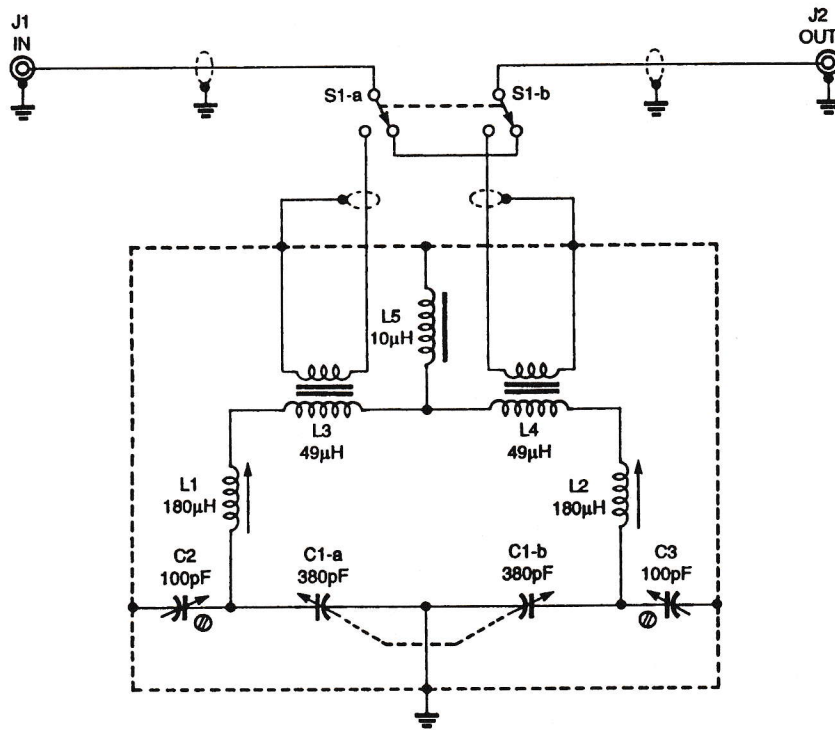 J1
IN
J2
OUT
S1-a
S1-b
L5
10µH
L3
49µH
L4
49µH
L1
180µH
L2
180µH
C2
100pF
C1-a
380pF
C1-b
380pF
C3
100pF